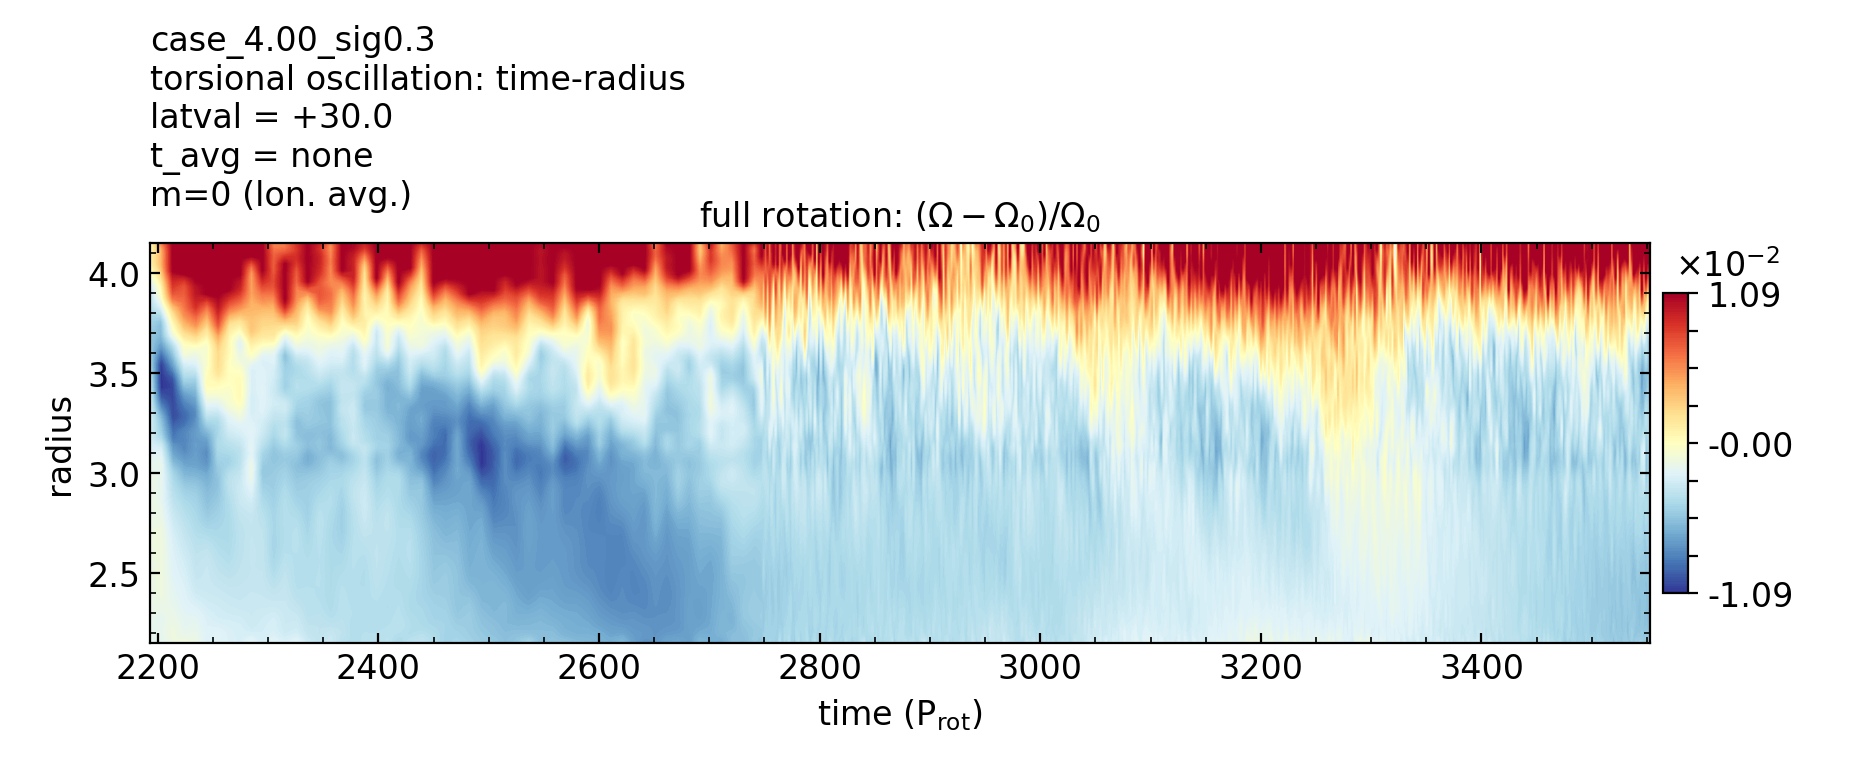 case_4.00_sig0.3
torsional oscillation: time-radius
latval = +30.0
t_avg = none
m=0 (lon. avg.)
full rotation: (Ω − Ω₀)/Ω₀
×10⁻²
1.09
-0.00
-1.09
4.0
3.5
3.0
2.5
radius
2200 2400 2600 2800 3000 3200 3400
time (P_rot)